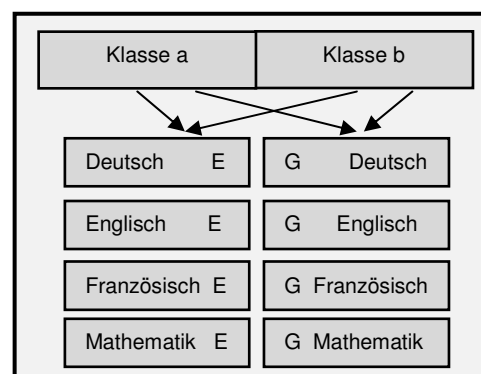 Klasse a Klasse b
Deutsch E G Deutsch
Englisch E G Englisch
Französisch E G Französisch
Mathematik E G Mathematik